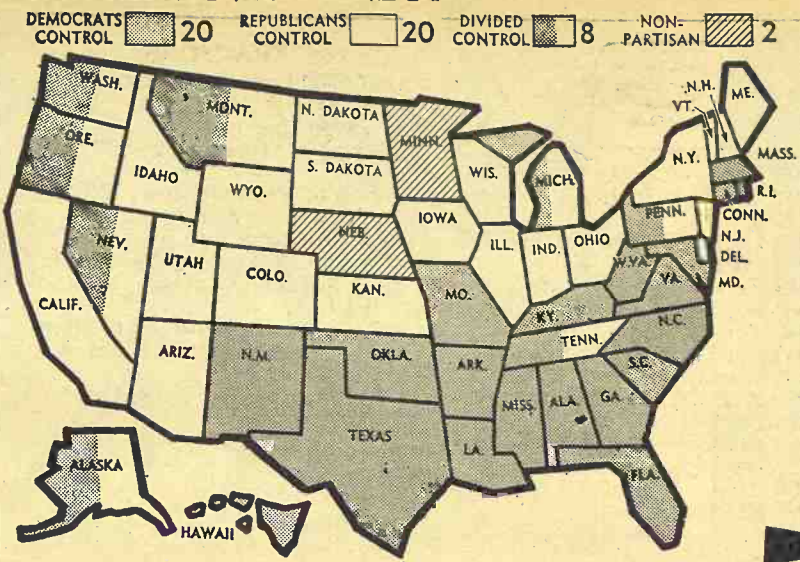 DEMOCRATS CONTROL 20
REPUBLICANS CONTROL 20
DIVIDED CONTROL 8
NON-PARTISAN 2
WASH.
MONT.
N. DAKOTA
MINN.
N.H.
VT.
ME.
ORE.
IDAHO
S. DAKOTA
WIS.
MICH.
N.Y.
MASS.
WYO.
R.I.
CONN.
NEV.
UTAH
COLO.
NEB.
IOWA
ILL.
IND.
OHIO
PENN.
N.J.
DEL.
W.VA.
VA.
MD.
CALIF.
KAN.
MO.
KY.
ARIZ.
N.M.
OKLA.
ARK.
TENN.
N.C.
S.C.
TEXAS
LA.
MISS.
ALA.
GA.
FLA.
ALASKA
HAWAII